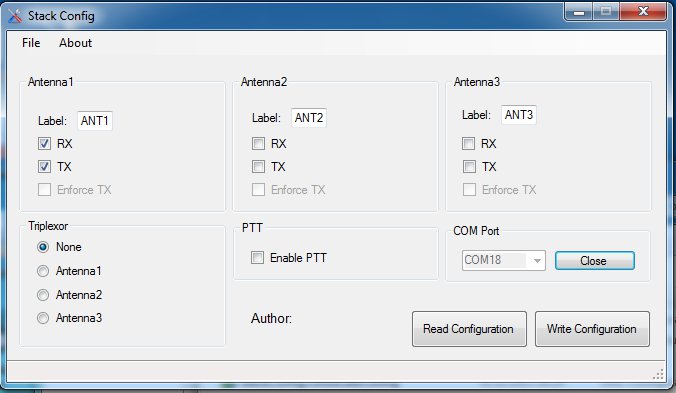 Stack Config
File About
Antenna1
Label: ANT1
RX
TX
Enforce TX
Antenna2
Label: ANT2
RX
TX
Enforce TX
Antenna3
Label: ANT3
RX
TX
Enforce TX
Triplexor
None
Antenna1
Antenna2
Antenna3
PTT
Enable PTT
COM Port
COM18 Close
Author:
Read Configuration Write Configuration